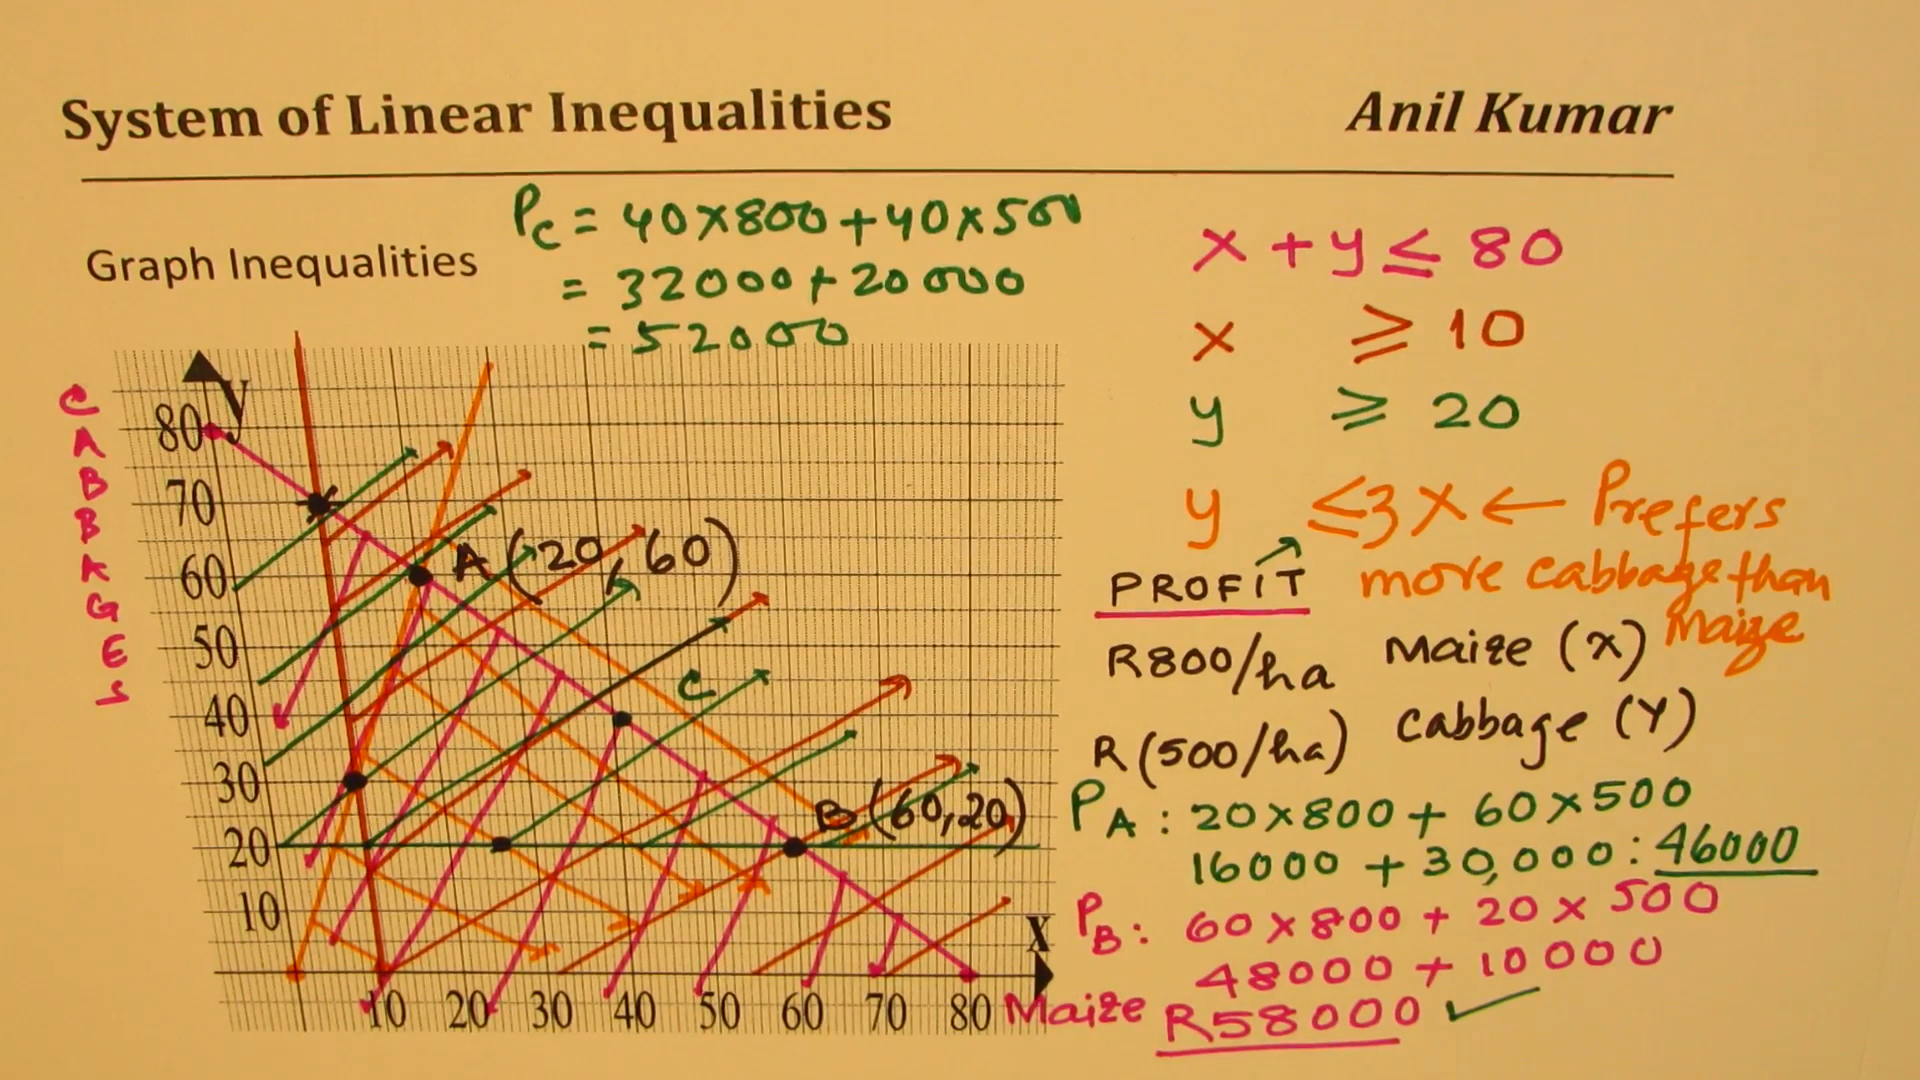 System of Linear Inequalities
Anil Kumar
Graph Inequalities
Pc = 40×800+40×500
= 32000+20000
= 52000
x + y ≤ 80
x ≥ 10
y ≥ 20
y ≤3x ← Prefers
more cabbage than
Maize
PROFIT
R800/ha Maize (x)
R(500/ha) Cabbage (Y)
PA: 20×800 + 60×500
16000 + 30,000: 46000
PB: 60×800 + 20×500
48000 + 10000
R58000 ✓
CABBAGES
y
80
70
60
50
40
30
20
10
A (20, 60)
C
B (60,20)
x
10 20 30 40 50 60 70 80 Maize